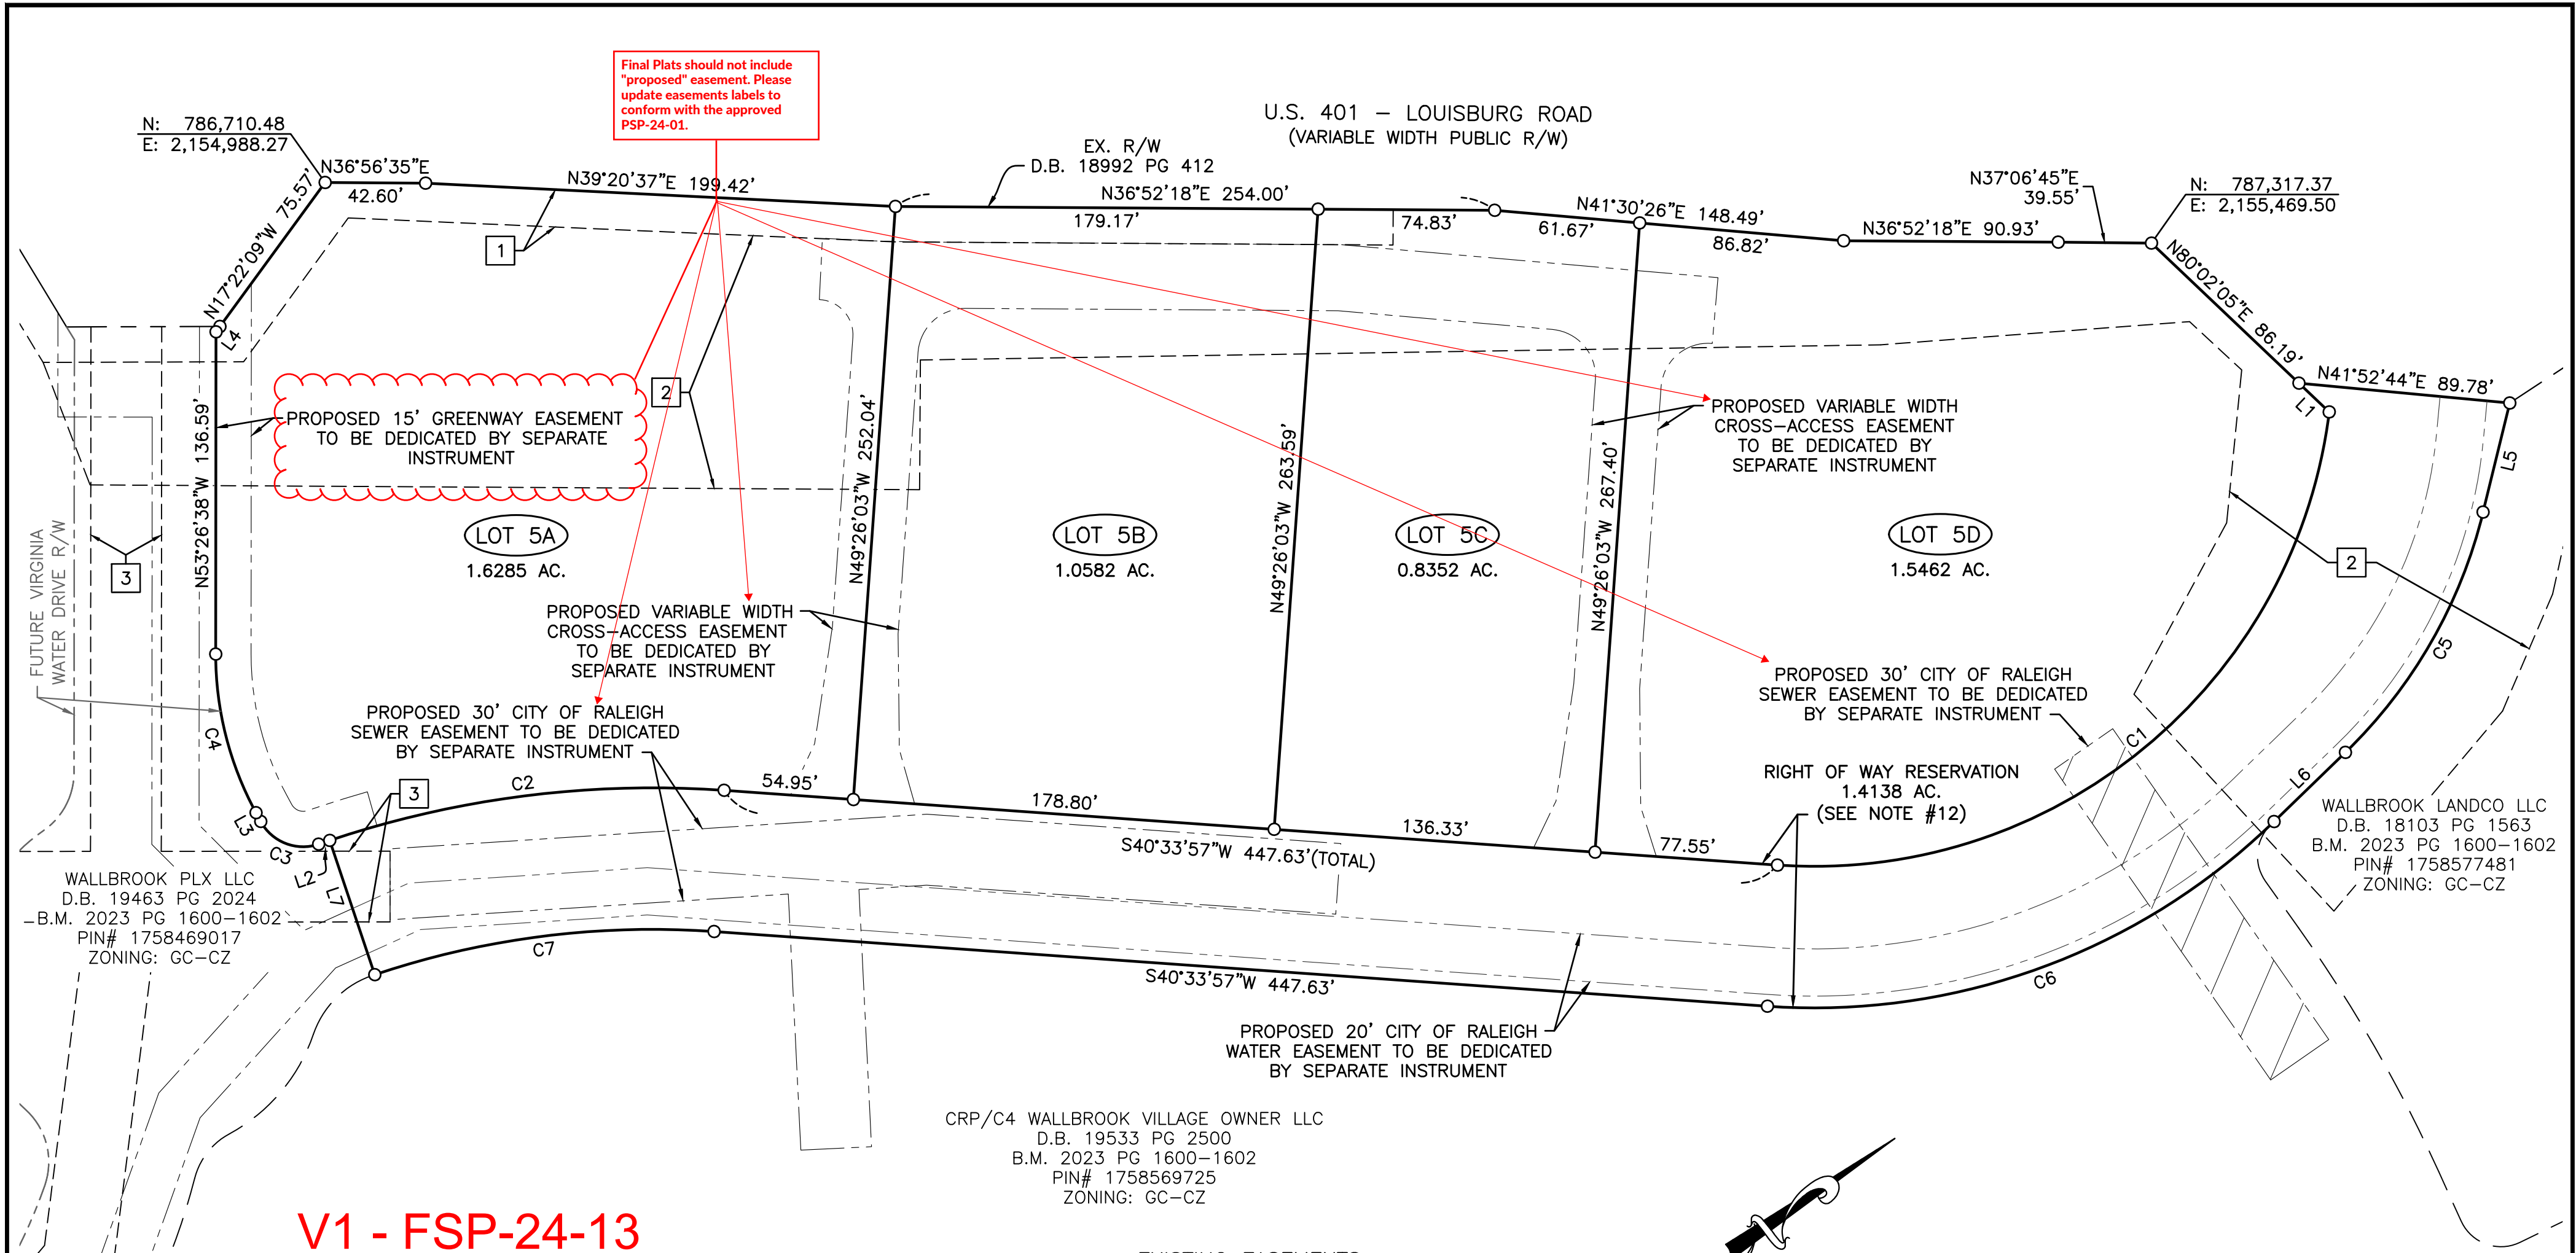 Final Plats should not include
"proposed" easement. Please
update easements labels to
conform with the approved
PSP-24-01.
U.S. 401 – LOUISBURG ROAD
(VARIABLE WIDTH PUBLIC R/W)
N: 786,710.48
E: 2,154,988.27
N36°56'35"E
42.60'
N39°20'37"E 199.42'
EX. R/W
D.B. 18992 PG 412
N36°52'18"E 254.00'
179.17'
74.83'
N41°30'26"E 148.49'
61.67'
86.82'
N36°52'18"E 90.93'
N37°06'45"E
39.55'
N: 787,317.37
E: 2,155,469.50
N17°22'09"W 75.57'
N80°02'05"E 86.19'
N41°52'44"E 89.78'
1
2
3
L4
L1
L5
N53°26'38"W 136.59'
PROPOSED 15' GREENWAY EASEMENT
TO BE DEDICATED BY SEPARATE
INSTRUMENT
N49°26'03"W 252.04'
N49°26'03"W 263.59'
N49°26'03"W 267.40'
PROPOSED VARIABLE WIDTH
CROSS-ACCESS EASEMENT
TO BE DEDICATED BY
SEPARATE INSTRUMENT
LOT 5A
1.6285 AC.
LOT 5B
1.0582 AC.
LOT 5C
0.8352 AC.
LOT 5D
1.5462 AC.
2
FUTURE VIRGINIA
WATER DRIVE R/W
PROPOSED VARIABLE WIDTH
CROSS-ACCESS EASEMENT
TO BE DEDICATED BY
SEPARATE INSTRUMENT
PROPOSED 30' CITY OF RALEIGH
SEWER EASEMENT TO BE DEDICATED
BY SEPARATE INSTRUMENT
PROPOSED 30' CITY OF RALEIGH
SEWER EASEMENT TO BE DEDICATED
BY SEPARATE INSTRUMENT
C5
C4
C1
C2
3
54.95'
178.80'
136.33'
77.55'
S40°33'57"W 447.63'(TOTAL)
RIGHT OF WAY RESERVATION
1.4138 AC.
(SEE NOTE #12)
L6
L3
C3
L2
L7
WALLBROOK LANDCO LLC
D.B. 18103 PG 1563
B.M. 2023 PG 1600-1602
PIN# 1758577481
ZONING: GC-CZ
WALLBROOK PLX LLC
D.B. 19463 PG 2024
B.M. 2023 PG 1600-1602
PIN# 1758469017
ZONING: GC-CZ
C7
S40°33'57"W 447.63'
C6
PROPOSED 20' CITY OF RALEIGH
WATER EASEMENT TO BE DEDICATED
BY SEPARATE INSTRUMENT
CRP/C4 WALLBROOK VILLAGE OWNER LLC
D.B. 19533 PG 2500
B.M. 2023 PG 1600-1602
PIN# 1758569725
ZONING: GC-CZ
V1 - FSP-24-13